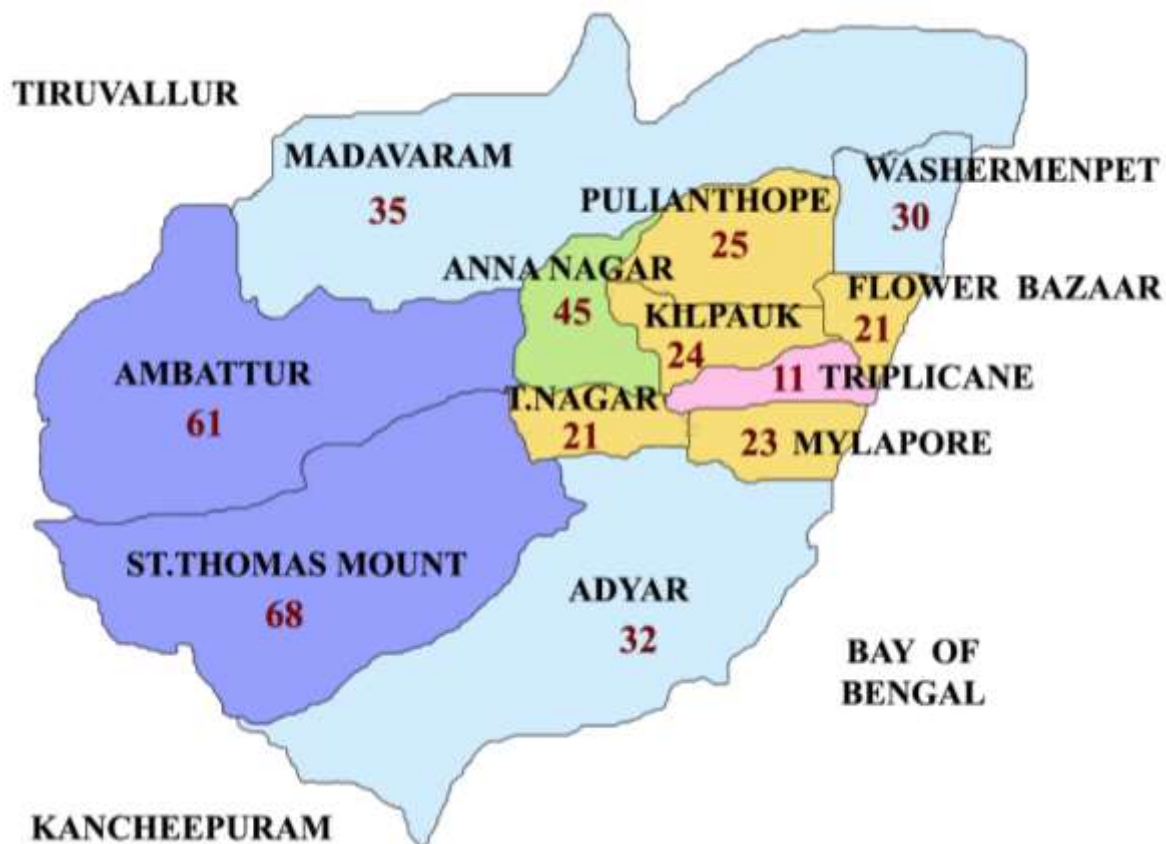 TIRUVALLUR
MADAVARAM
35
WASHERMENPET
30
PULIANTHOPE
25
ANNA NAGAR
45
FLOWER BAZAAR
21
KILPAUK
24
AMBATTUR
61
11 TRIPLICANE
T.NAGAR
21
23 MYLAPORE
ST.THOMAS MOUNT
68
ADYAR
32
BAY OF
BENGAL
KANCHEEPURAM